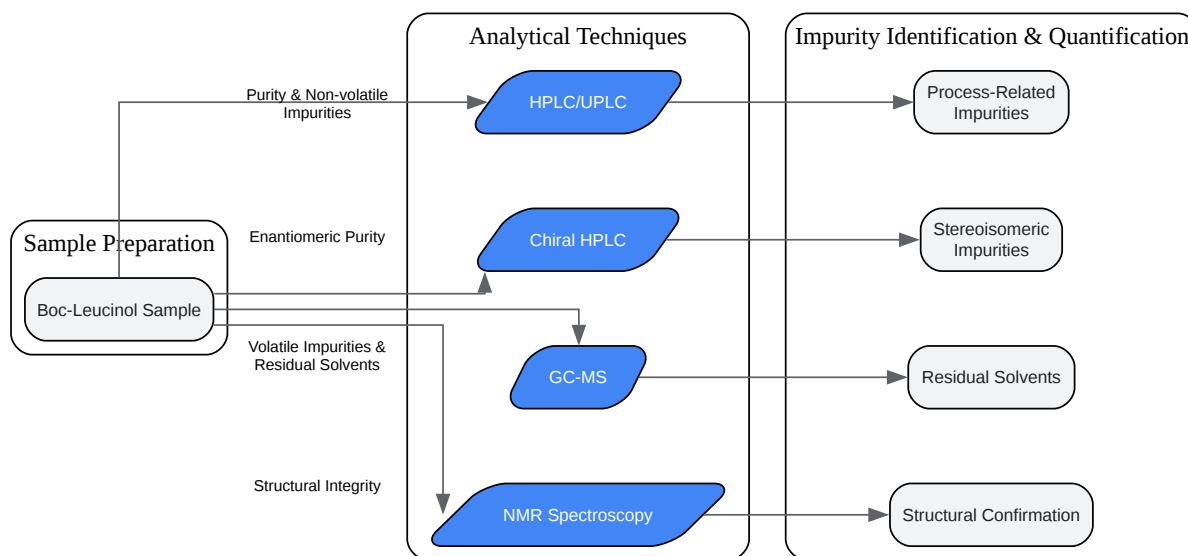 Analytical Techniques
Impurity Identification & Quantification
Purity & Non-volatile
Impurities
HPLC/UPLC
Process-Related
Impurities
Sample Preparation
Boc-Leucinol Sample
Enantiomeric Purity
Chiral HPLC
Stereoisomeric
Impurities
Volatile Impurities &
Residual Solvents
GC-MS
Residual Solvents
Structural Integrity
NMR Spectroscopy
Structural Confirmation